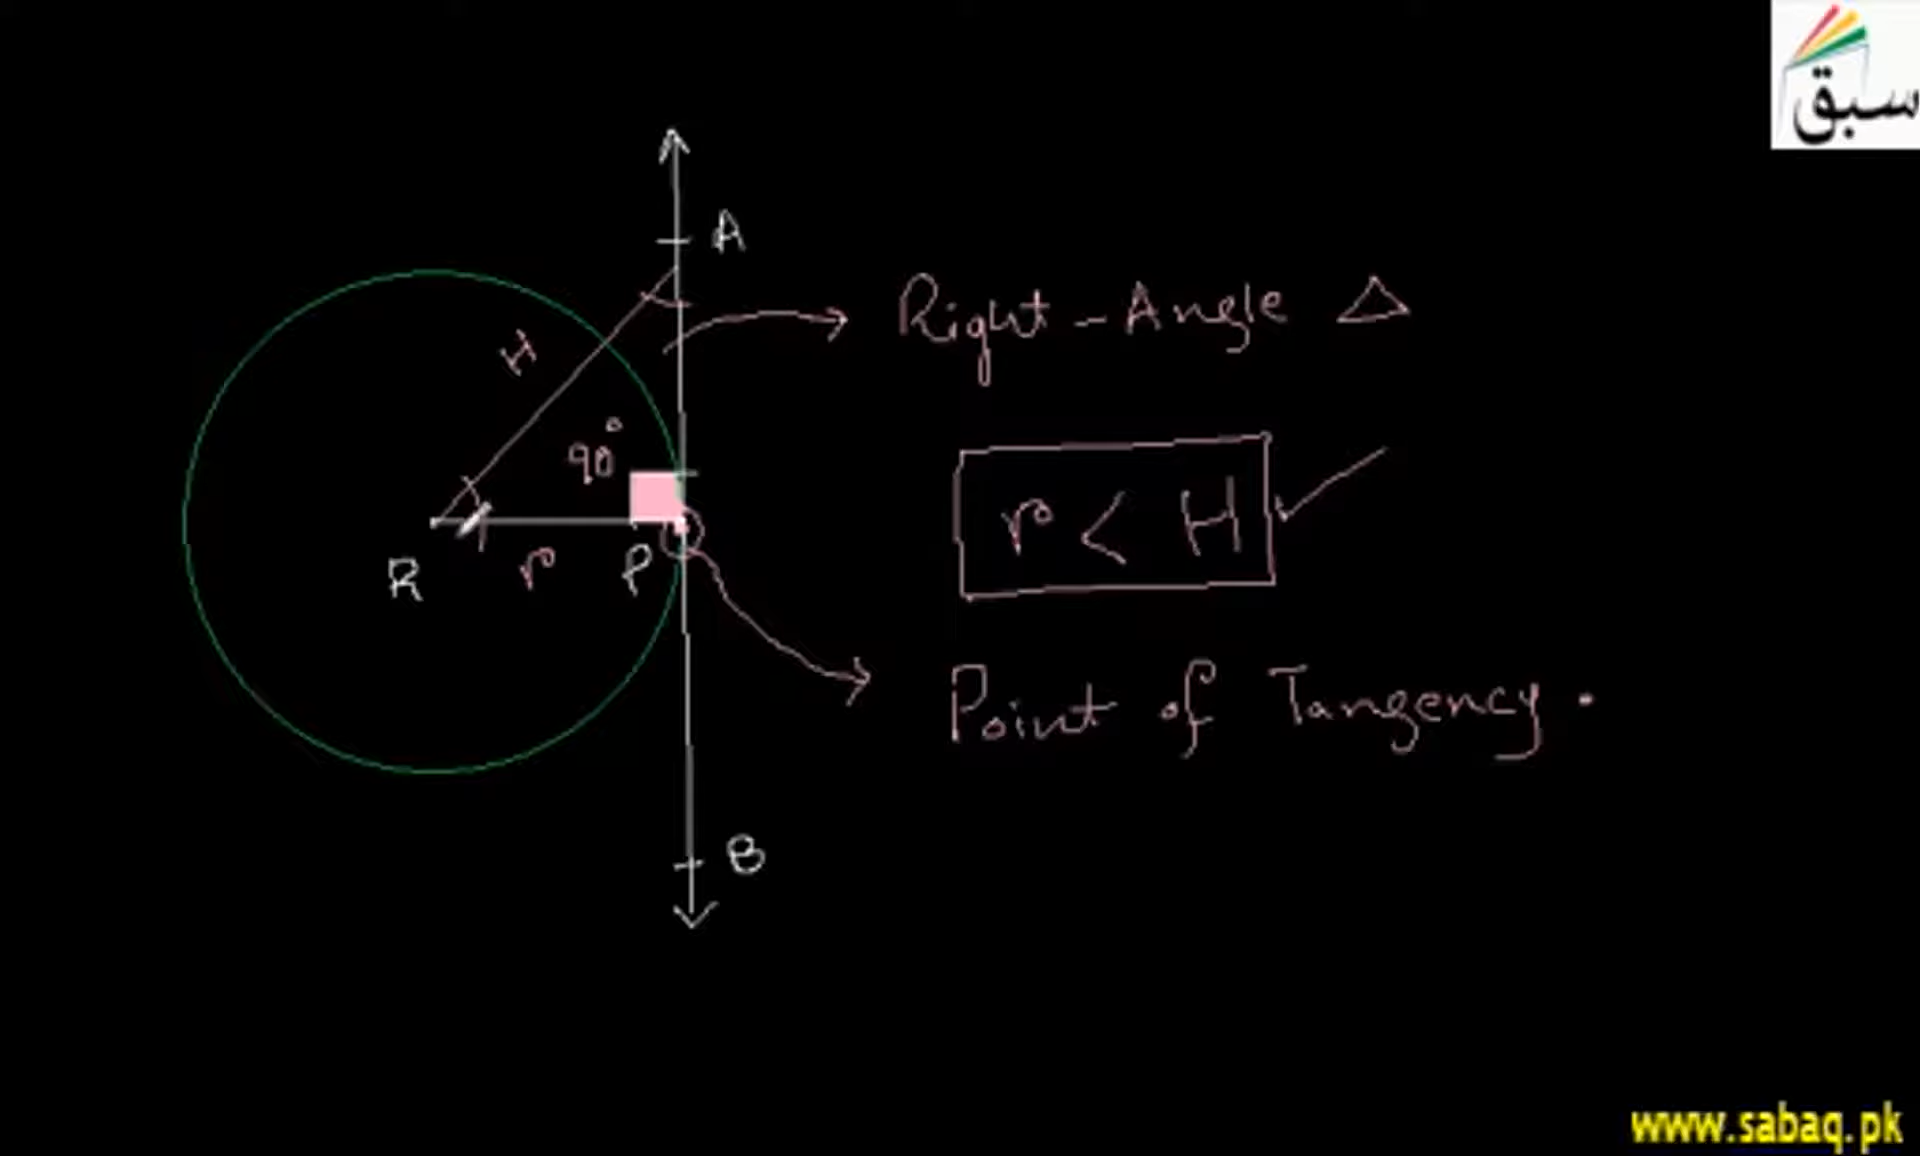 سبق
A
Right-Angle △
H
90°
r < H
R
r
P
Point of Tangency.
B
www.sabaq.pk